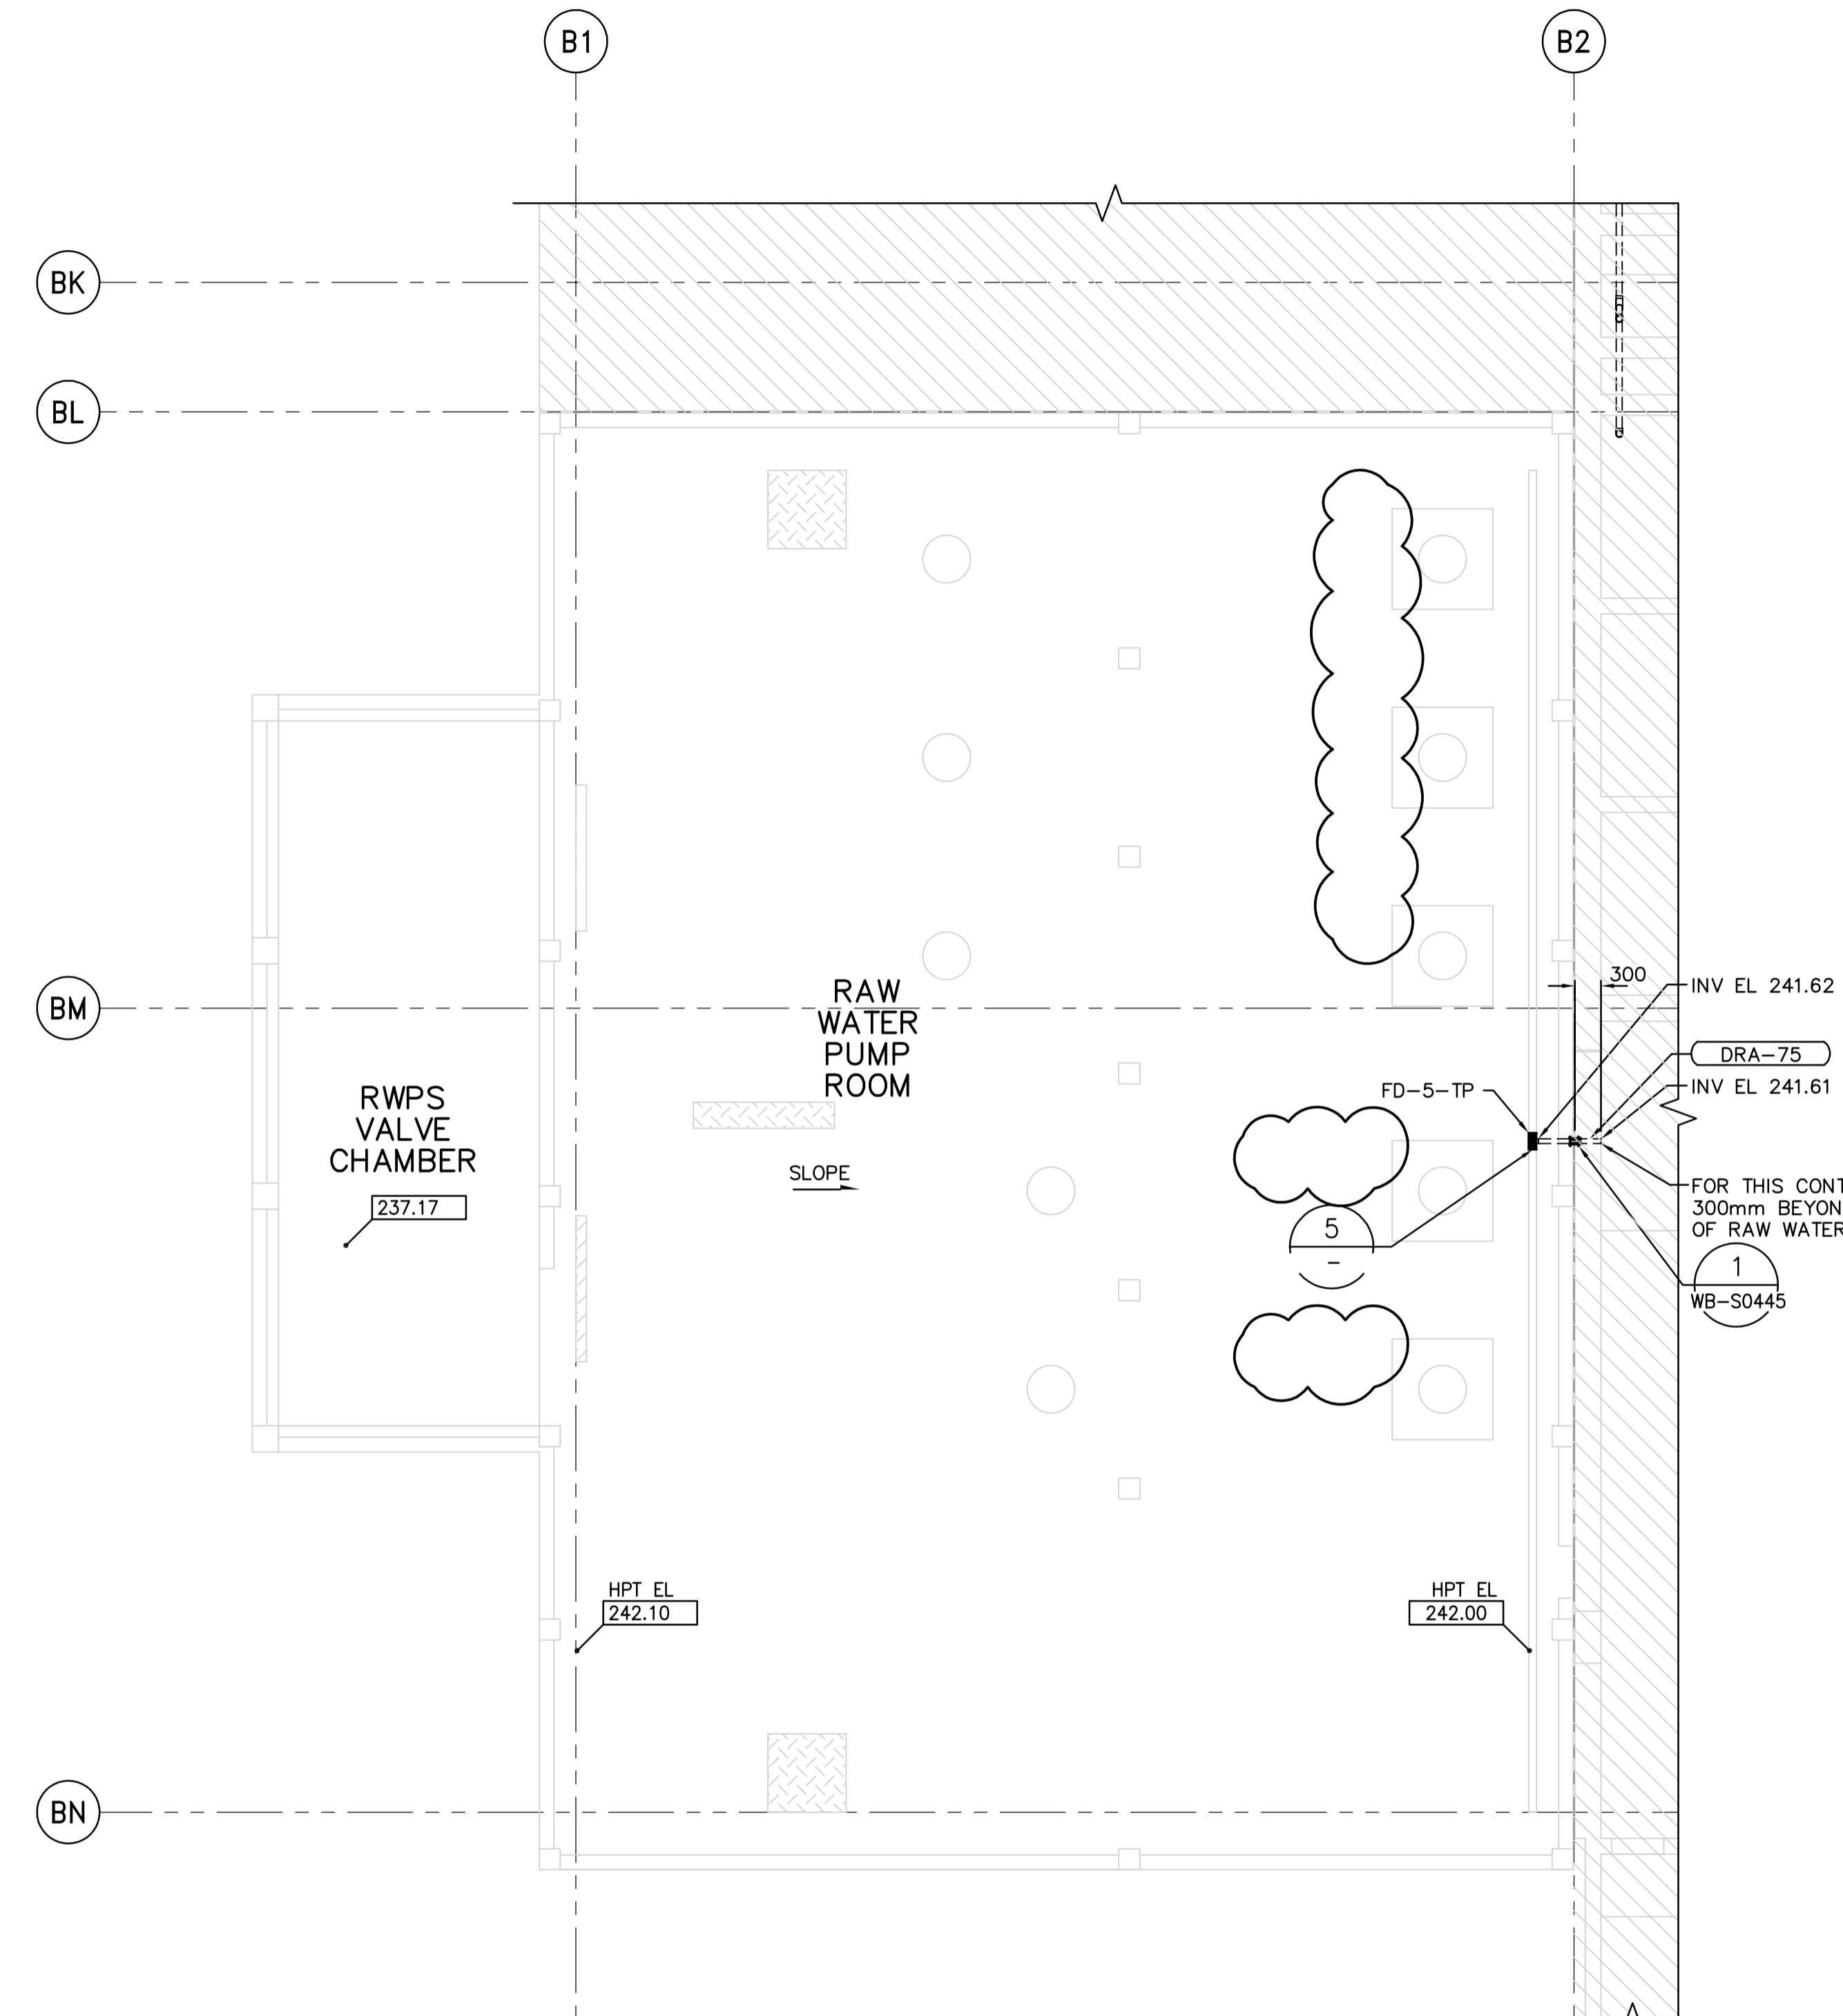 B1
B2
BK
BL
BM
BN
RAW
WATER
PUMP
ROOM
RWPS
VALVE
CHAMBER
237.17
SLOPE
300
INV EL 241.62
DRA-75
INV EL 241.61
FD-5-TP
FOR THIS CONT
300mm BEYON
OF RAW WATER
5
-
1
WB-S0445
HPT EL
242.10
HPT EL
242.00